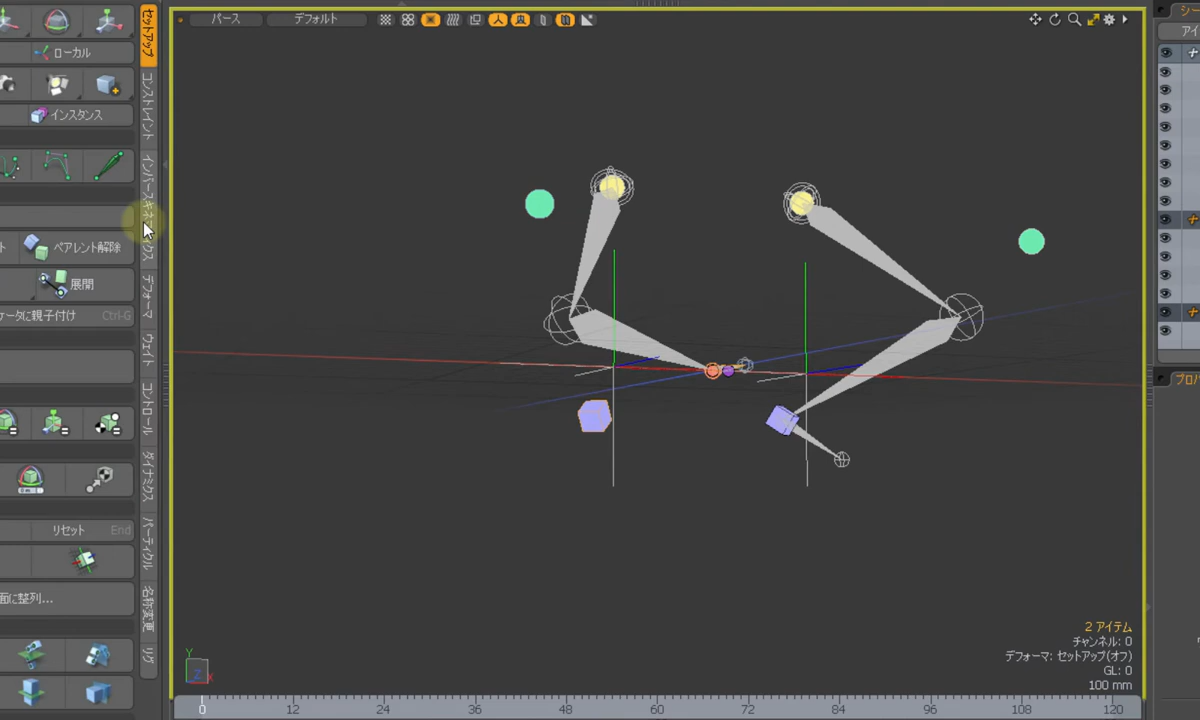 パース
デフォルト
ローカル
インスタンス
ペアレント解除
展開
ケータに親子付け Ctrl-G
リセット End
面に整列...
セットアップ
コンストレイント
インバースキネマティクス
デフォーマ
ウェイト
コントロール
ダイナミクス
パーティクル
名称変更
リグ
2 アイテム
チャンネル: 0
デフォーマ: セットアップ(オフ)
GL: 0
100 mm
Y
Z
X
0 12 24 36 48 60 72 84 96 108 120
シー
アイ
プロパ